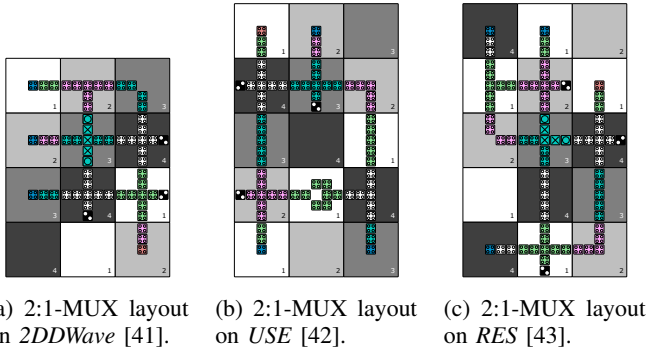 1 2 3
2 3 4
3 4 1
4 1 2
1 2 3
4 3 2
3 4 1
2 1 4
1 2 3
4 1 2
1 2 1
2 3 4
1 4 3
4 1 2
a) 2:1-MUX layout
n 2DDWave [41].
(b) 2:1-MUX layout
on USE [42].
(c) 2:1-MUX layout
on RES [43].